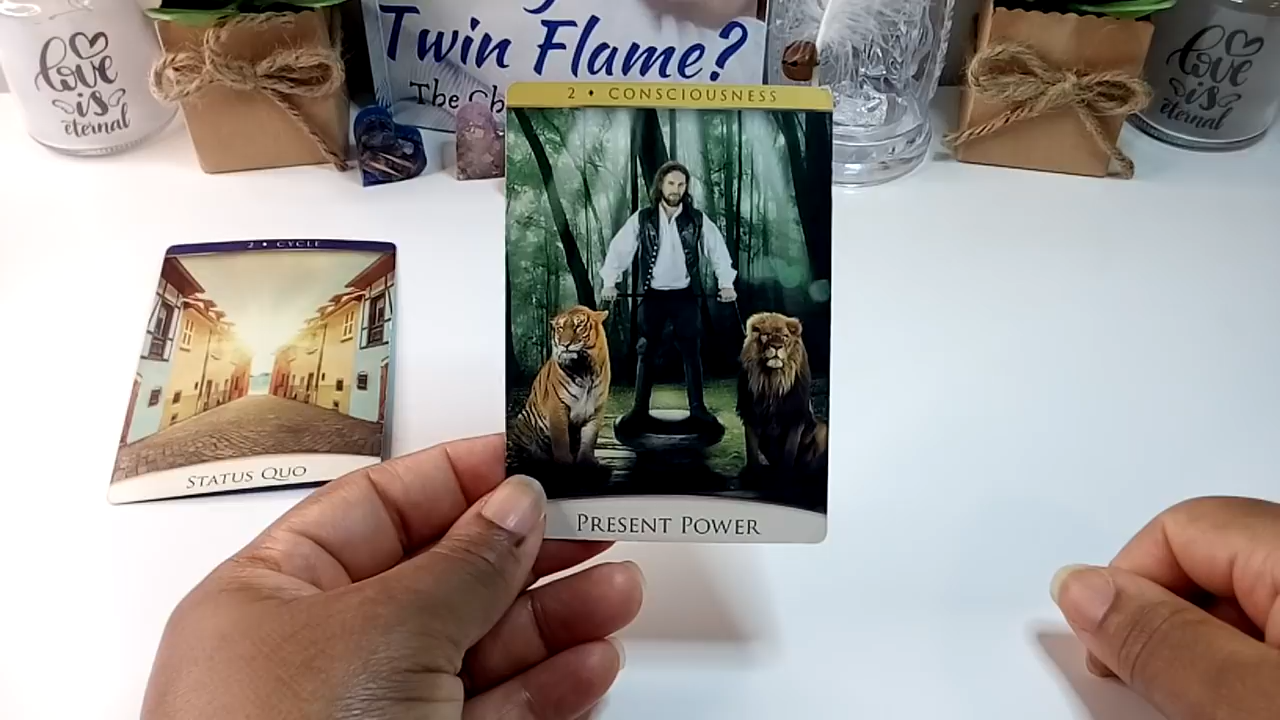 love
is
eternal
Twin Flame?
The Ch
love
is
eternal
2 • CYCLE
STATUS QUO
2 ♦ CONSCIOUSNESS
PRESENT POWER